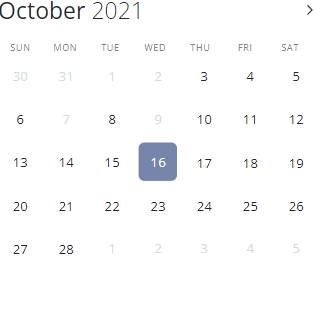 October 2021
SUN MON TUE WED THU FRI SAT
30 31 1 2 3 4 5
6 7 8 9 10 11 12
13 14 15 16 17 18 19
20 21 22 23 24 25 26
27 28 1 2 3 4 5